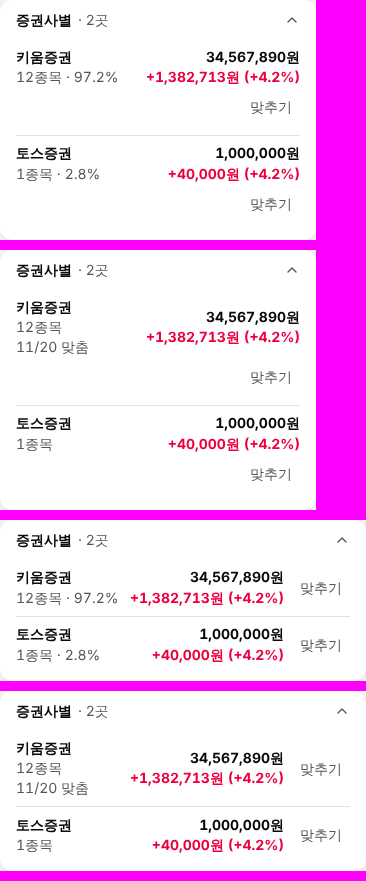 증권사별 · 2곳
키움증권 34,567,890원
12종목 · 97.2% +1,382,713원 (+4.2%)
맞추기
토스증권 1,000,000원
1종목 · 2.8% +40,000원 (+4.2%)
맞추기
증권사별 · 2곳
키움증권
34,567,890원
12종목
+1,382,713원 (+4.2%)
11/20 맞춤
맞추기
토스증권 1,000,000원
1종목 +40,000원 (+4.2%)
맞추기
증권사별 · 2곳
키움증권 34,567,890원
맞추기
12종목 · 97.2% +1,382,713원 (+4.2%)
토스증권 1,000,000원
맞추기
1종목 · 2.8% +40,000원 (+4.2%)
증권사별 · 2곳
키움증권
34,567,890원
12종목
맞추기
+1,382,713원 (+4.2%)
11/20 맞춤
토스증권 1,000,000원
맞추기
1종목 +40,000원 (+4.2%)